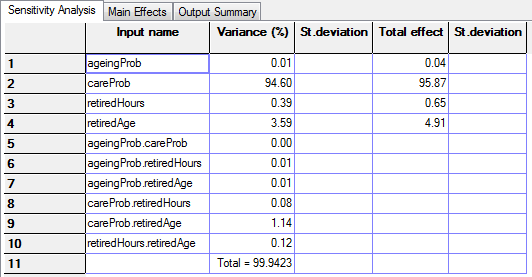 Sensitivity Analysis Main Effects Output Summary
Input name Variance (%) St.deviation Total effect St.deviation
1 ageingProb 0.01 0.04
2 careProb 94.60 95.87
3 retiredHours 0.39 0.65
4 retiredAge 3.59 4.91
5 ageingProb.careProb 0.00
6 ageingProb.retiredHours 0.01
7 ageingProb.retiredAge 0.01
8 careProb.retiredHours 0.08
9 careProb.retiredAge 1.14
10 retiredHours.retiredAge 0.12
11 Total = 99.9423